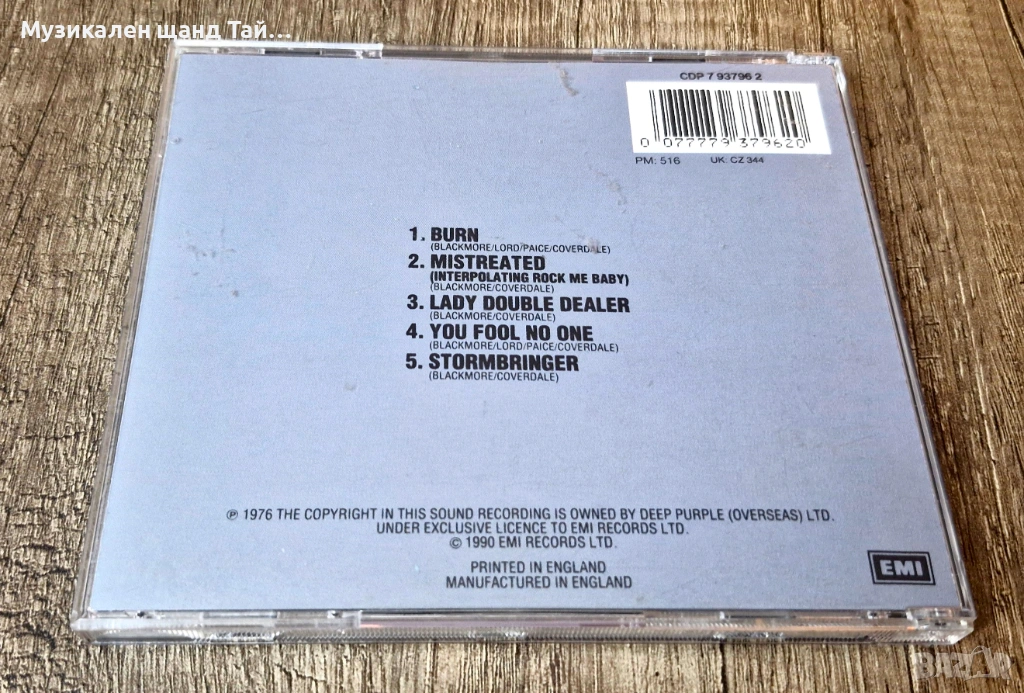 Музикален щанд Тай...
CDP 7 93796 2
0 077779 379620
PM: 516 UK: CZ 344
1. BURN
(BLACKMORE/LORD/PAICE/COVERDALE)
2. MISTREATED
(INTERPOLATING ROCK ME BABY)
(BLACKMORE/COVERDALE)
3. LADY DOUBLE DEALER
(BLACKMORE/COVERDALE)
4. YOU FOOL NO ONE
(BLACKMORE/LORD/PAICE/COVERDALE)
5. STORMBRINGER
(BLACKMORE/COVERDALE)
℗ 1976 THE COPYRIGHT IN THIS SOUND RECORDING IS OWNED BY DEEP PURPLE (OVERSEAS) LTD.
UNDER EXCLUSIVE LICENCE TO EMI RECORDS LTD.
© 1990 EMI RECORDS LTD.
PRINTED IN ENGLAND
MANUFACTURED IN ENGLAND
EMI